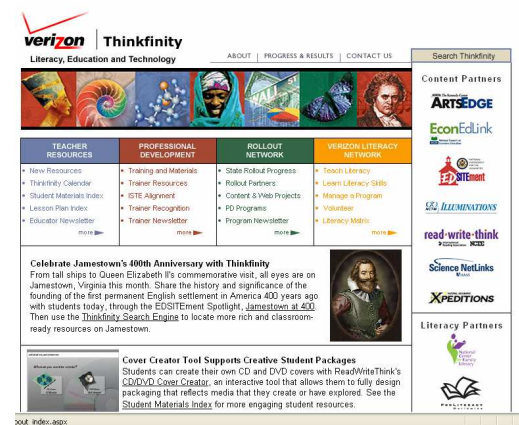 verizon
Thinkfinity
Literacy, Education and Technology
ABOUT | PROGRESS & RESULTS | CONTACT US
Search Thinkfinity
WALL
TEACHER
RESOURCES
New Resources
Thinkfinity Calendar
Student Materials Index
Lesson Plan Index
Educator Newsletter
more
PROFESSIONAL
DEVELOPMENT
Training and Materials
Trainer Resources
ISTE Alignment
Trainer Recognition
Trainer Newsletter
more
ROLLOUT
NETWORK
State Rollout Progress
Rollout Partners
Content & Web Projects
PD Programs
Program Newsletter
more
VERIZON LITERACY
NETWORK
Teach Literacy
Learn Literacy Skills
Manage a Program
Volunteer
Literacy Matrix
more
Celebrate Jamestown's 400th Anniversary with Thinkfinity
From tall ships to Queen Elizabeth II's commemorative visit, all eyes are on
Jamestown, Virginia this month. Share the history and significance of the
founding of the first permanent English settlement in America 400 years ago
with students today, through the EDSITEment Spotlight, Jamestown at 400.
Then use the Thinkfinity Search Engine to locate more rich and classroom-
ready resources on Jamestown.
Cover Creator Tool Supports Creative Student Packages
Students can create their own CD and DVD covers with ReadWriteThink's
CD/DVD Cover Creator, an interactive tool that allows them to fully design
packaging that reflects media that they create or have explored. See the
Student Materials Index for more engaging student resources.
Content Partners
ARTSEDGE
EconEdLink
EDSITEment
ILLUMINATIONS
read·write·think
NCTE
Science NetLinks
XPEDITIONS
Literacy Partners
National
Center for
Family
Literacy
PROLITERACY
WORLDWIDE
out_index.aspx